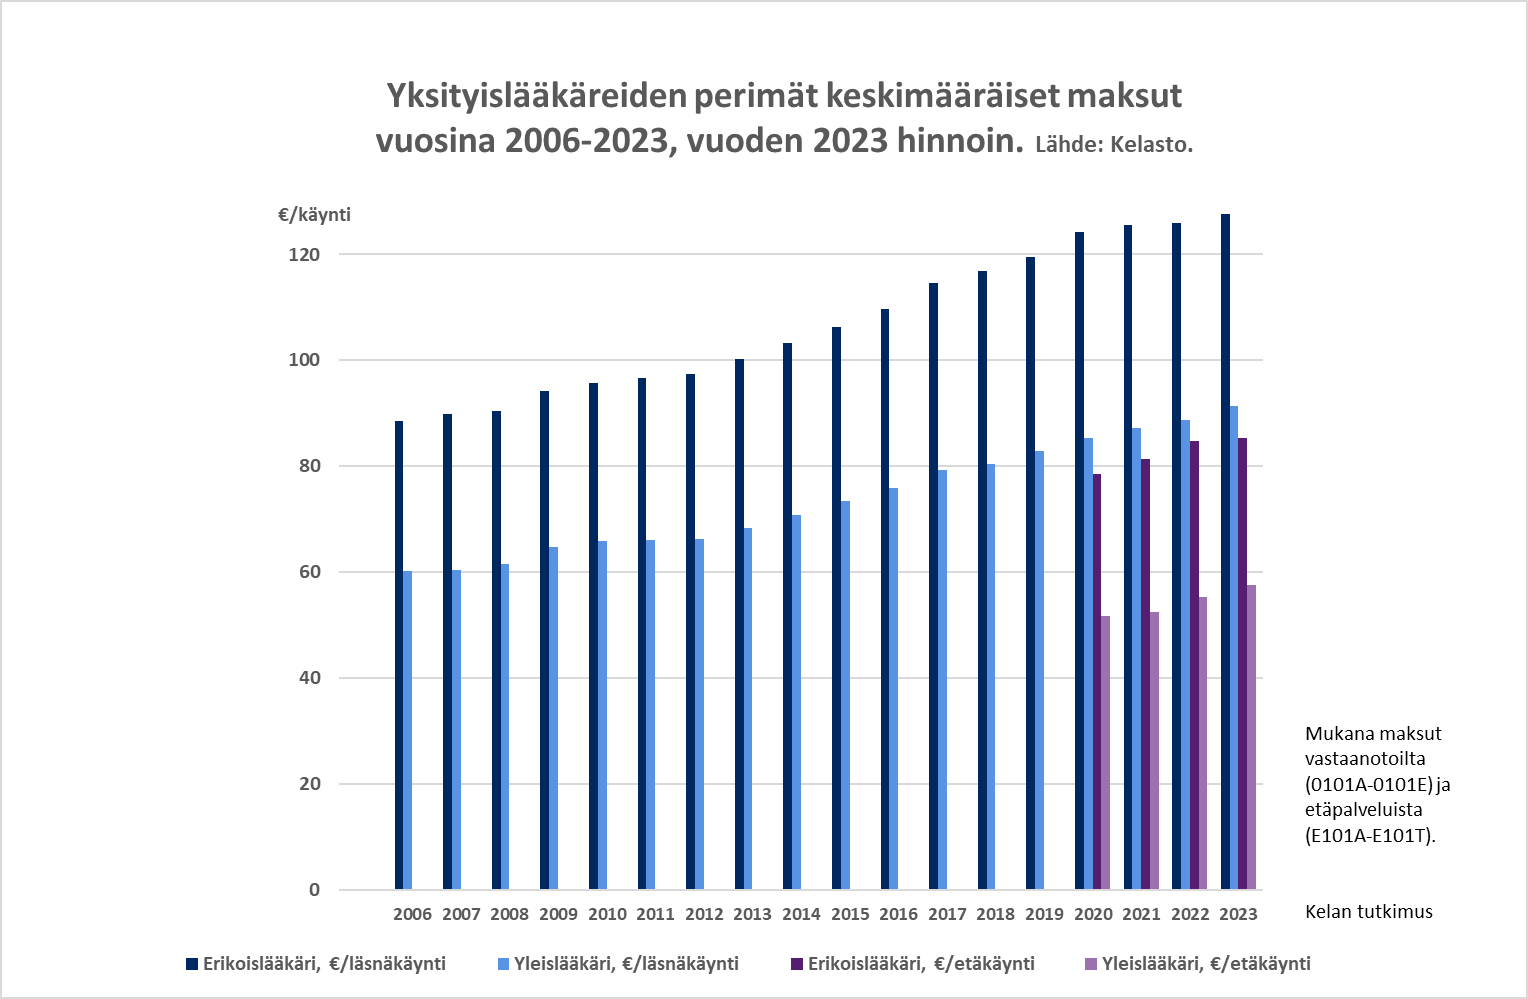 Yksityislääkäreiden perimät keskimääräiset maksut
vuosina 2006-2023, vuoden 2023 hinnoin. Lähde: Kelasto.
€/käynti
120
100
80
60
40
20
0
2006 2007 2008 2009 2010 2011 2012 2013 2014 2015 2016 2017 2018 2019 2020 2021 2022 2023
Erikoislääkäri, €/läsnäkäynti Yleislääkäri, €/läsnäkäynti Erikoislääkäri, €/etäkäynti Yleislääkäri, €/etäkäynti
Mukana maksut
vastaanotoilta
(0101A-0101E) ja
etäpalveluista
(E101A-E101T).
Kelan tutkimus